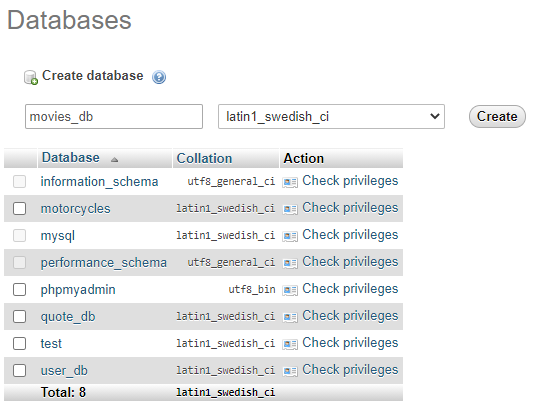 Databases
Create database
movies_db latin1_swedish_ci Create
Database Collation Action
information_schema utf8_general_ci Check privileges
motorcycles latin1_swedish_ci Check privileges
mysql latin1_swedish_ci Check privileges
performance_schema utf8_general_ci Check privileges
phpmyadmin utf8_bin Check privileges
quote_db latin1_swedish_ci Check privileges
test latin1_swedish_ci Check privileges
user_db latin1_swedish_ci Check privileges
Total: 8 latin1_swedish_ci